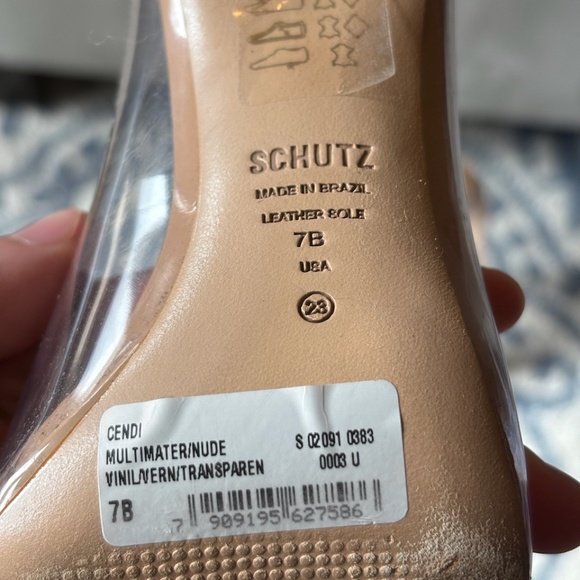 SCHUTZ
MADE IN BRAZIL
LEATHER SOLE
7B
USA
23
CENDI
MULTIMATER/NUDE
VINIL/VERN/TRANSPAREN
S 02091 0383
0003 U
7B
7 909195 627586